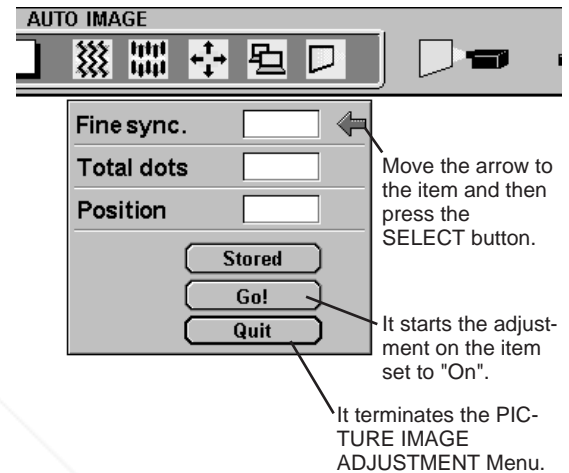 AUTO IMAGE
Fine sync.
Total dots
Position
Stored
Go!
Quit
Move the arrow to
the item and then
press the
SELECT button.
It starts the adjust-
ment on the item
set to "On".
It terminates the PIC-
TURE IMAGE
ADJUSTMENT Menu.